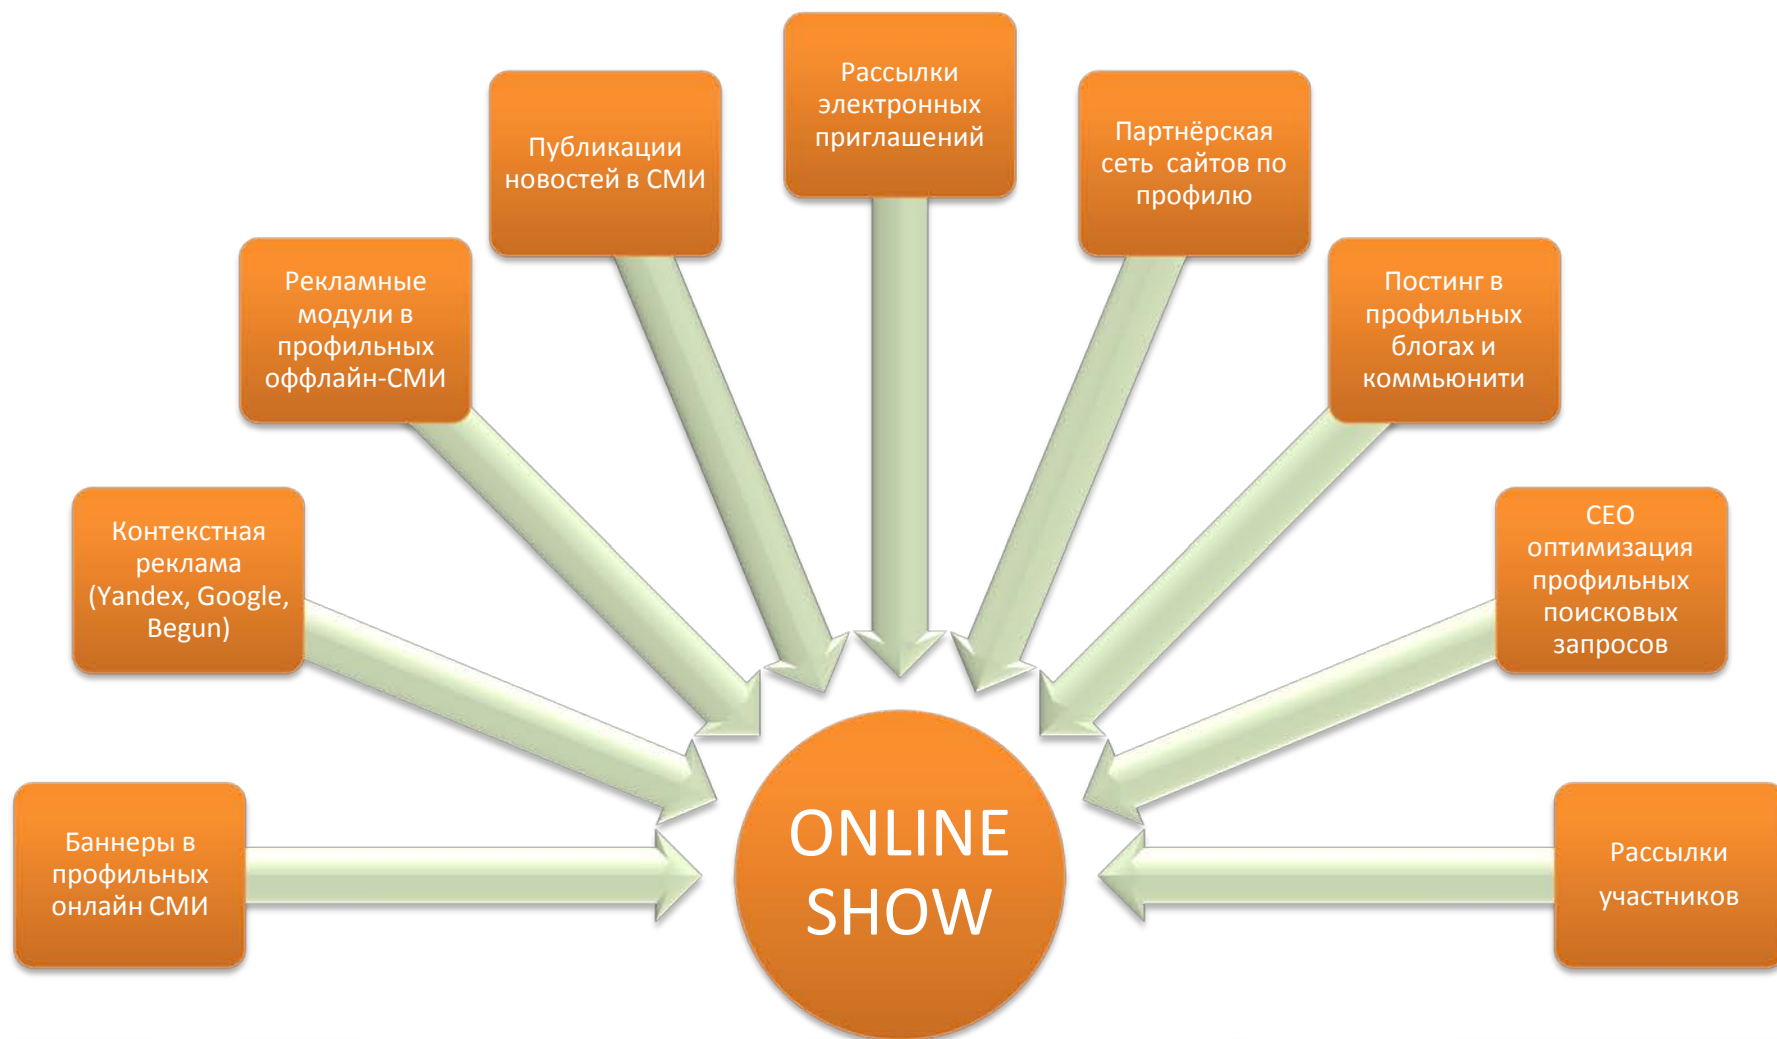 Рассылки
электронных
приглашений
Публикации
новостей в СМИ
Партнёрская
сеть сайтов по
профилю
Рекламные
модули в
профильных
оффлайн-СМИ
Постинг в
профильных
блогах и
коммьюнити
Контекстная
реклама
(Yandex, Google,
Begun)
СЕО
оптимизация
профильных
поисковых
запросов
Баннеры в
профильных
онлайн СМИ
ONLINE
SHOW
Рассылки
участников